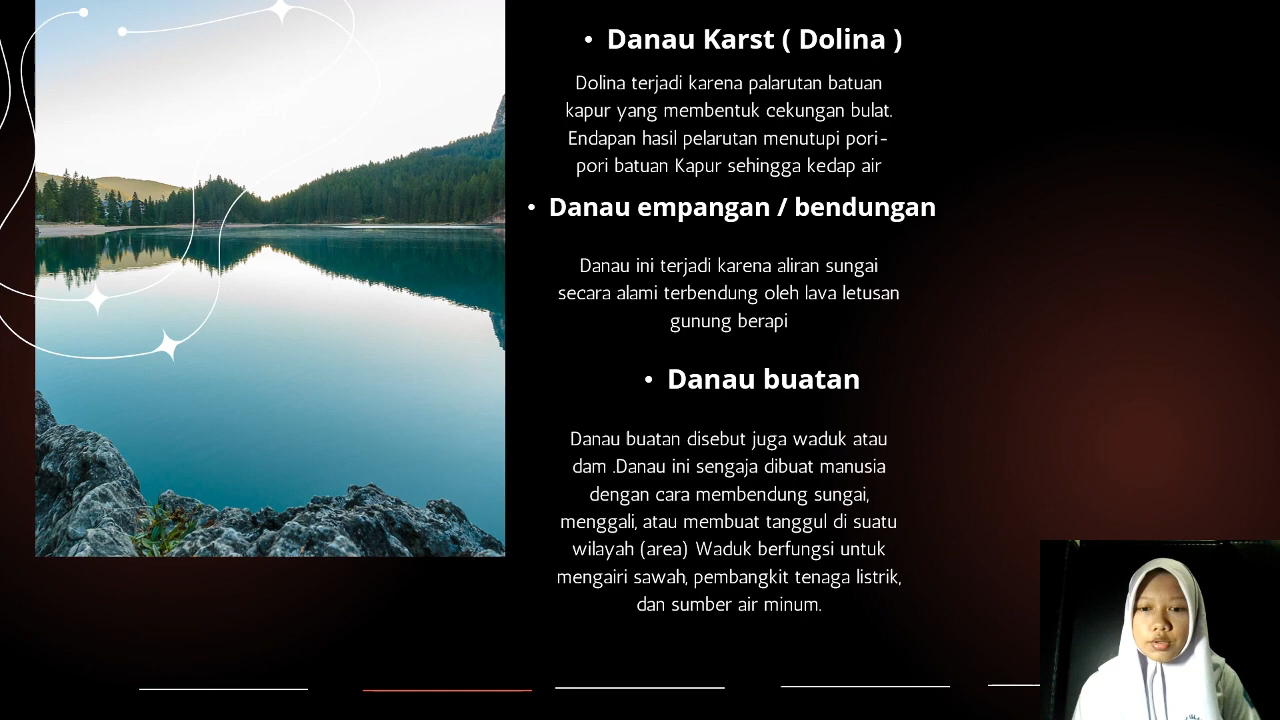 • Danau Karst ( Dolina )
Dolina terjadi karena palarutan batuan
kapur yang membentuk cekungan bulat.
Endapan hasil pelarutan menutupi pori-
pori batuan Kapur sehingga kedap air
• Danau empangan / bendungan
Danau ini terjadi karena aliran sungai
secara alami terbendung oleh lava letusan
gunung berapi
• Danau buatan
Danau buatan disebut juga waduk atau
dam .Danau ini sengaja dibuat manusia
dengan cara membendung sungai,
menggali, atau membuat tanggul di suatu
wilayah (area) Waduk berfungsi untuk
mengairi sawah, pembangkit tenaga listrik,
dan sumber air minum.